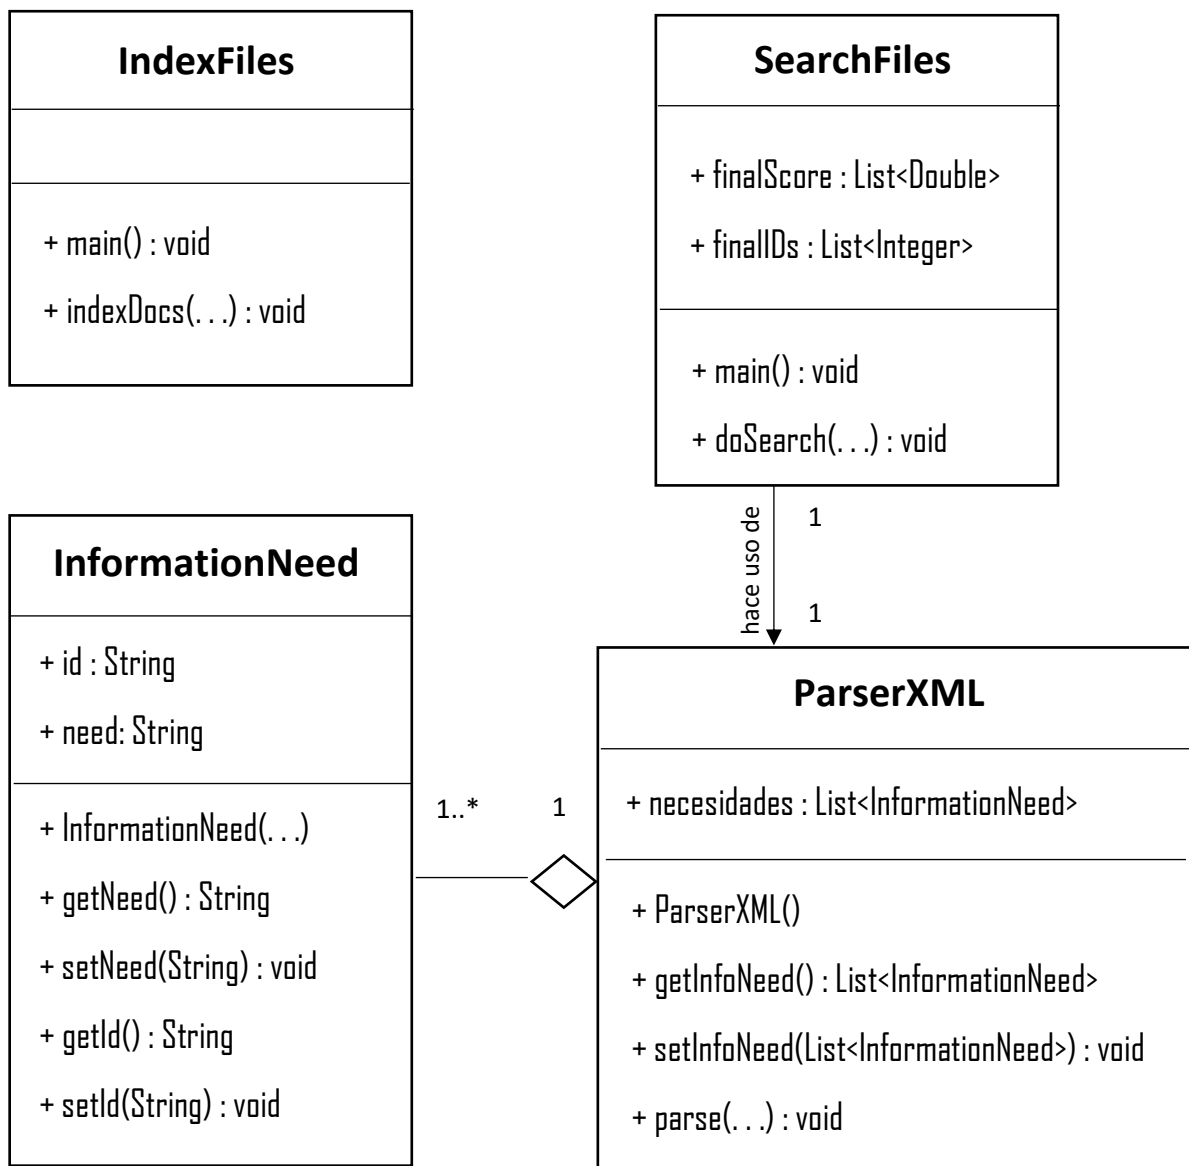 IndexFiles
+ main() : void
+ indexDocs(. . .) : void
SearchFiles
+ finalScore : List<Double>
+ finalIDs : List<Integer>
+ main() : void
+ doSearch(. . .) : void
hace uso de
1
1
InformationNeed
+ id : String
+ need: String
+ InformationNeed(. . .)
+ getNeed() : String
+ setNeed(String) : void
+ getId() : String
+ setId(String) : void
1..*
1
ParserXML
+ necesidades : List<InformationNeed>
+ ParserXML()
+ getInfoNeed() : List<InformationNeed>
+ setInfoNeed(List<InformationNeed>) : void
+ parse(. . .) : void